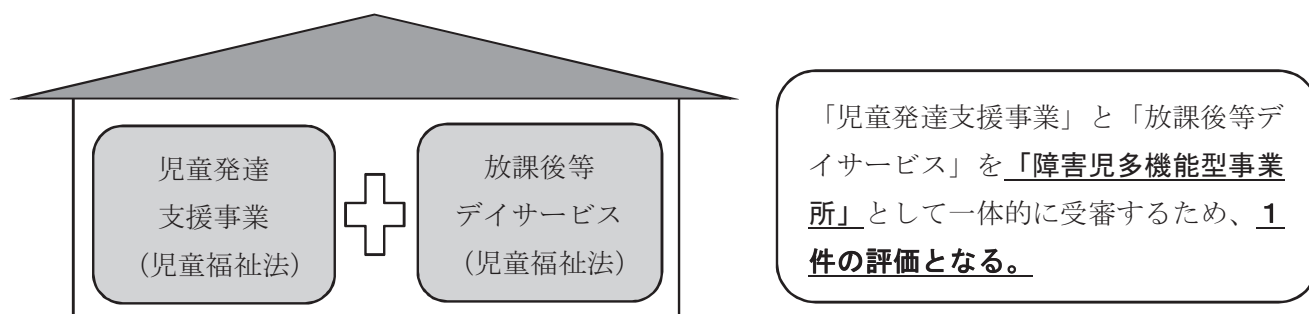 児童発達
支援事業
（児童福祉法）
放課後等
デイサービス
（児童福祉法）
「児童発達支援事業」と「放課後等デ
イサービス」を「障害児多機能型事業
所」として一体的に受審するため、１
件の評価となる。